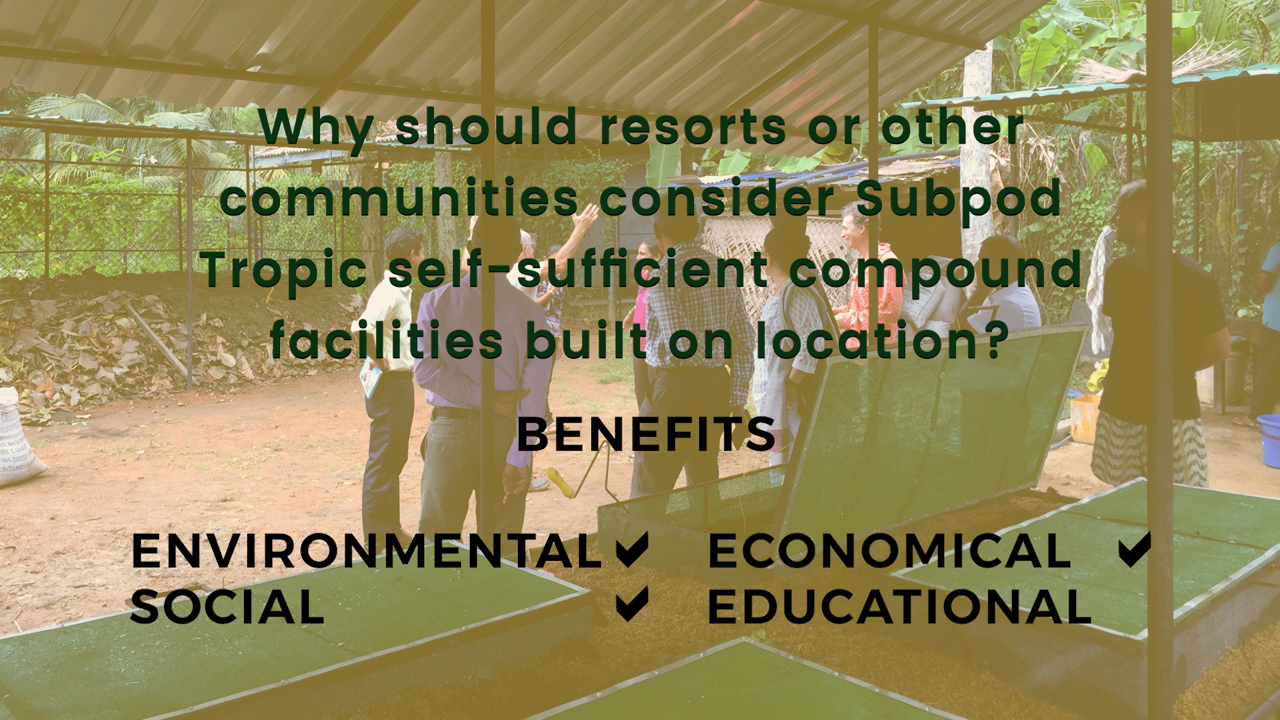 Why should resorts or other
communities consider Subpod
Tropic self-sufficient compound
facilities built on location?
BENEFITS
ENVIRONMENTAL ✔ ECONOMICAL ✔
SOCIAL ✔ EDUCATIONAL